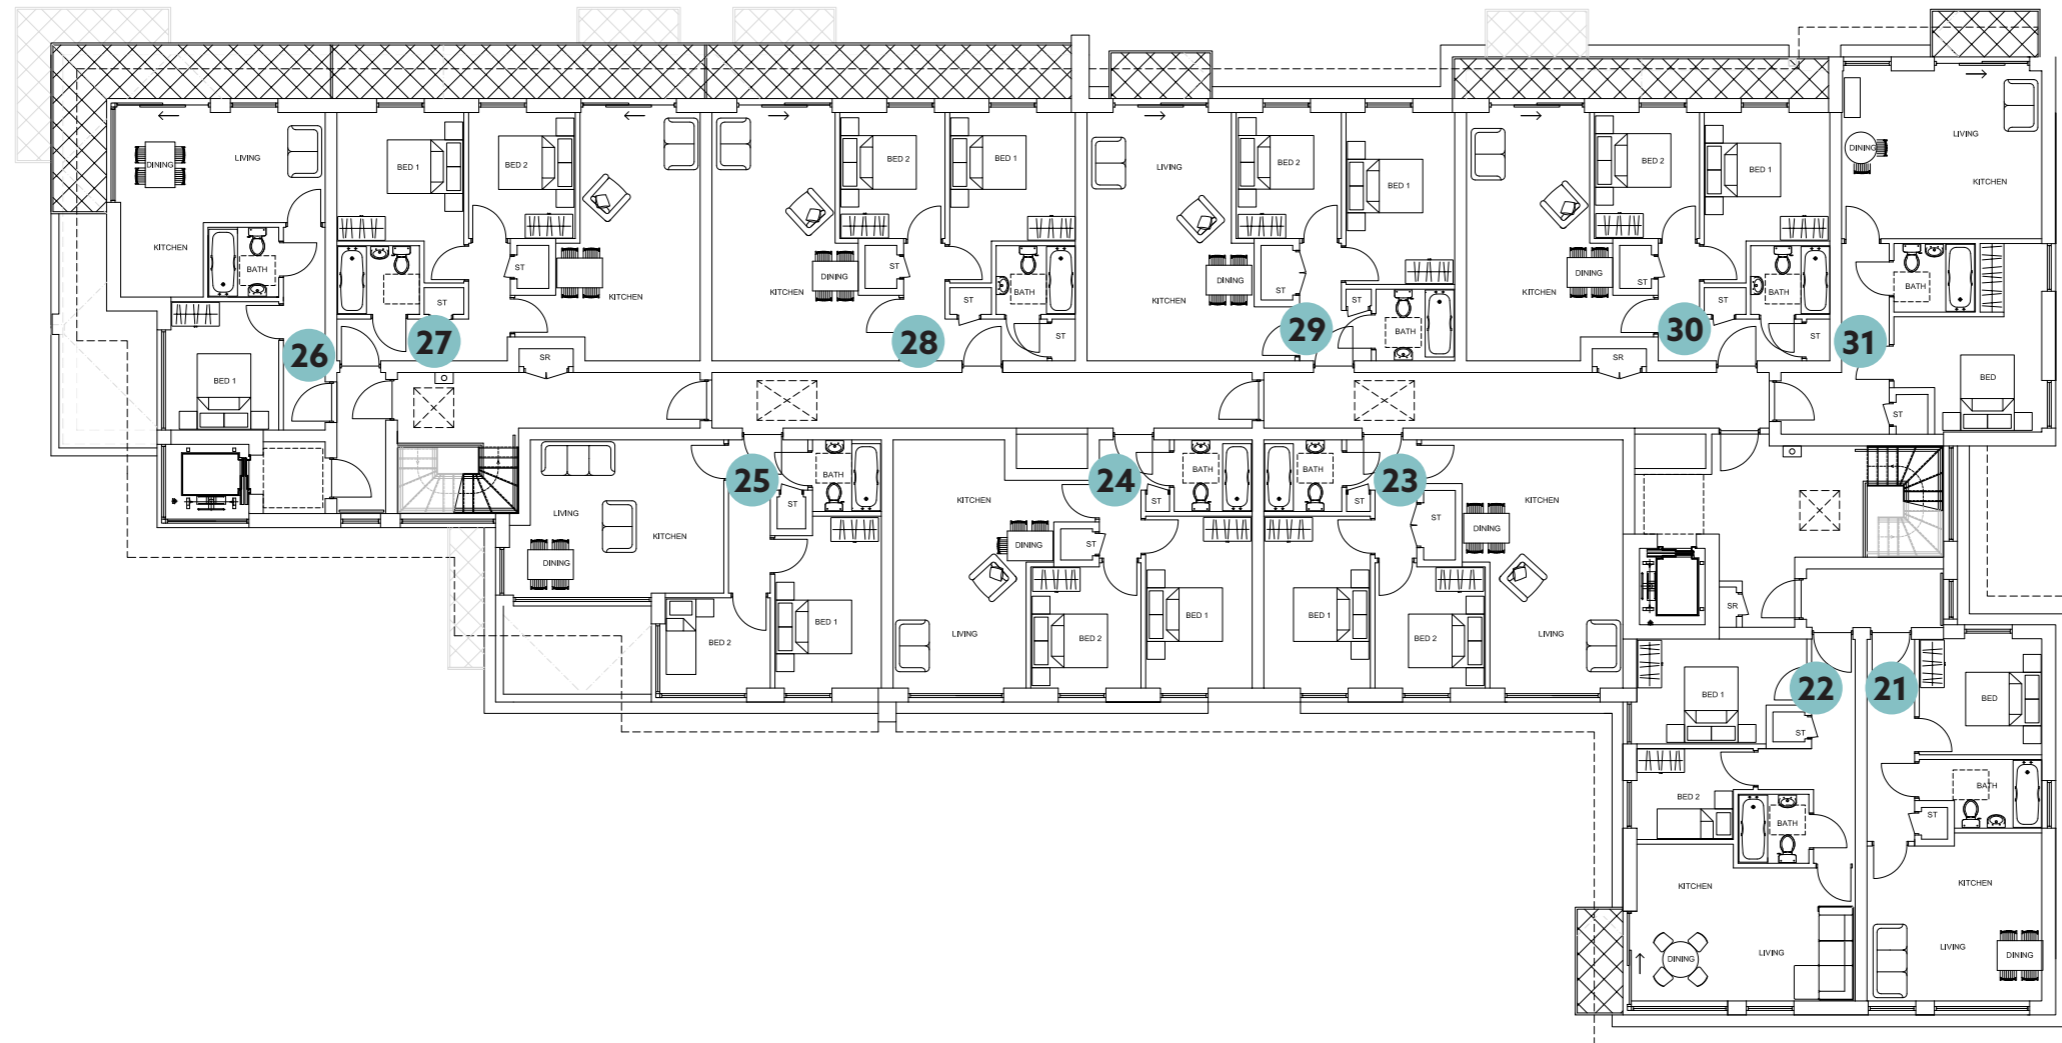 BED 1
BED 2
BED 2
BED 1
LIVING
BED 2
BED 1
BED 2
BED 1
DINING
LIVING
DINING
LIVING
KITCHEN
KITCHEN
BATH
ST
ST
KITCHEN
DINING
KITCHEN
ST
ST
BATH
DINING
KITCHEN
ST
ST
BATH
DINING
KITCHEN
ST
ST
BATH
ST
BATH
26
27
28
29
30
31
BED 1
SR
SR
BED
ST
25
BATH
ST
24
BATH
ST
BATH
ST
23
ST
LIVING
KITCHEN
DINING
KITCHEN
DINING
ST
DINING
KITCHEN
BED 2
BED 1
LIVING
BED 2
BED 1
BED 1
BED 2
LIVING
SR
BED 1
22
21
BED
ST
BED 2
BATH
BATH
ST
KITCHEN
KITCHEN
DINING
LIVING
LIVING
DINING